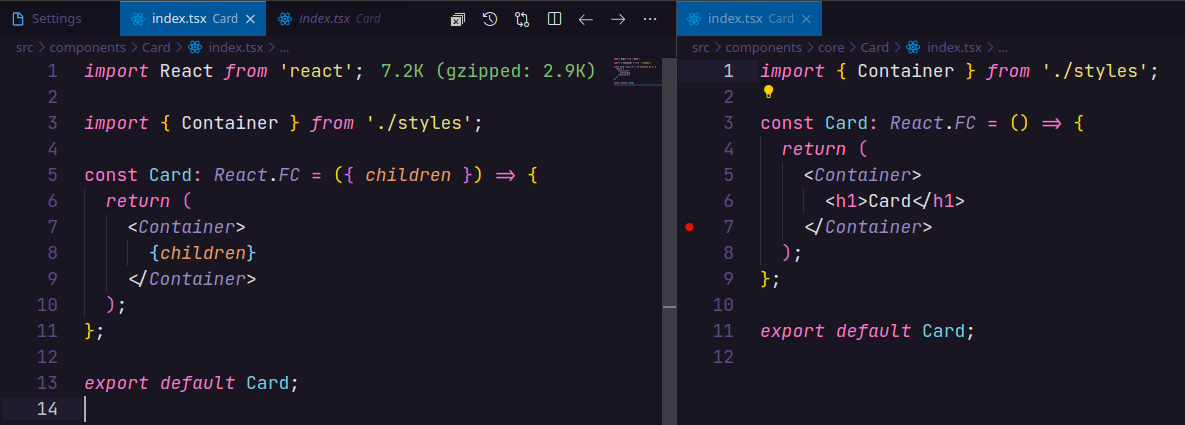 Settings
index.tsx Card
index.tsx Card
src > components > Card > index.tsx > ...
1 import React from 'react'; 7.2K (gzipped: 2.9K)
2
3 import { Container } from './styles';
4
5 const Card: React.FC = ({ children }) => {
6 return (
7 <Container>
8 {children}
9 </Container>
10 );
11 };
12
13 export default Card;
14
index.tsx Card
src > components > core > Card > index.tsx > ...
1 import { Container } from './styles';
2
3 const Card: React.FC = () => {
4 return (
5 <Container>
6 <h1>Card</h1>
7 </Container>
8 );
9 };
10
11 export default Card;
12